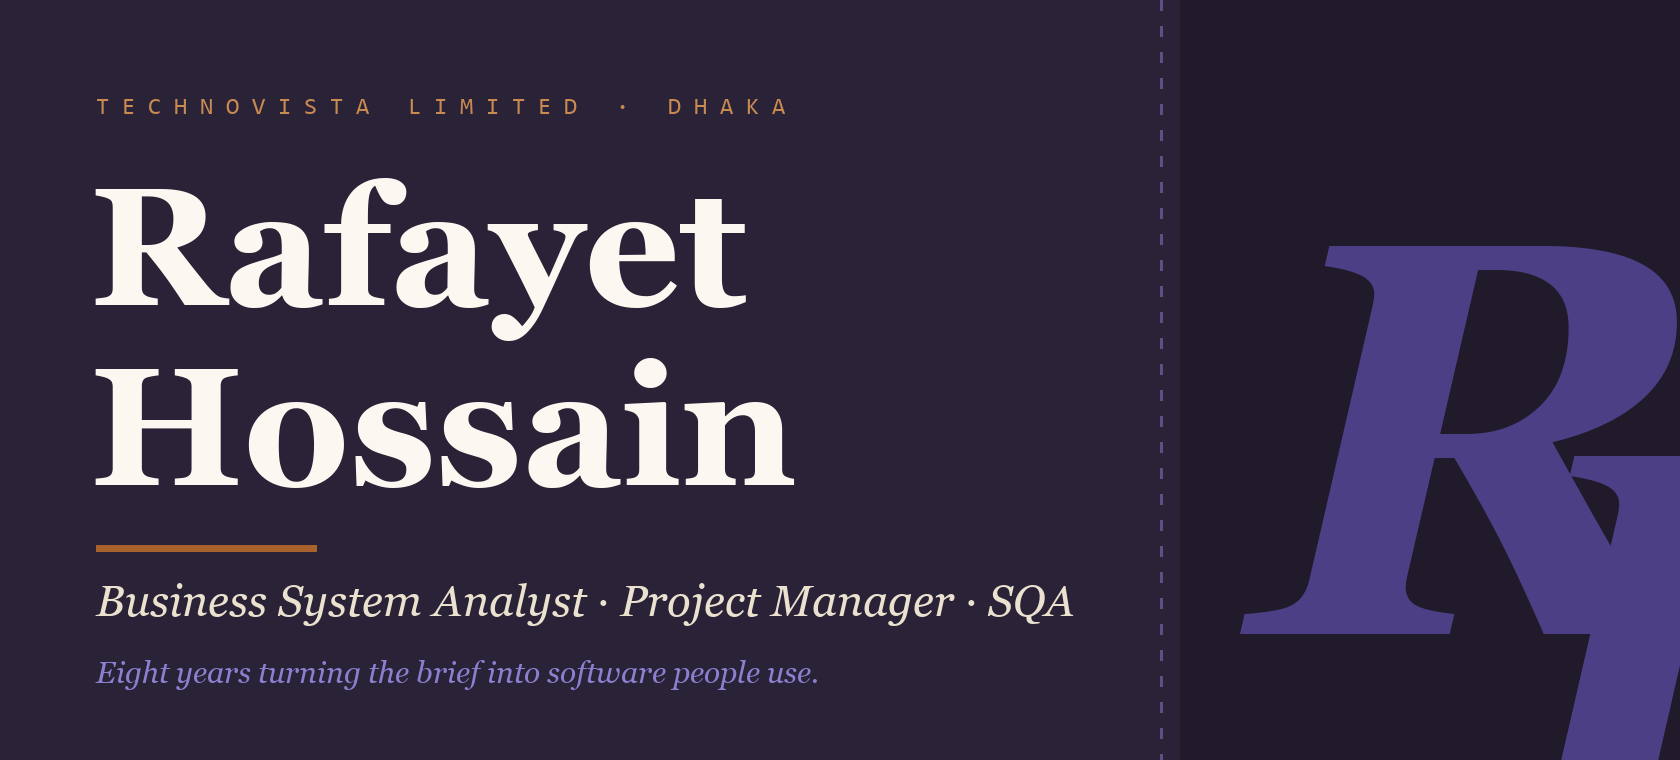 TECHNOVISTA LIMITED · DHAKA
Rafayet
Hossain
Business System Analyst · Project Manager · SQA
Eight years turning the brief into software people use.
R